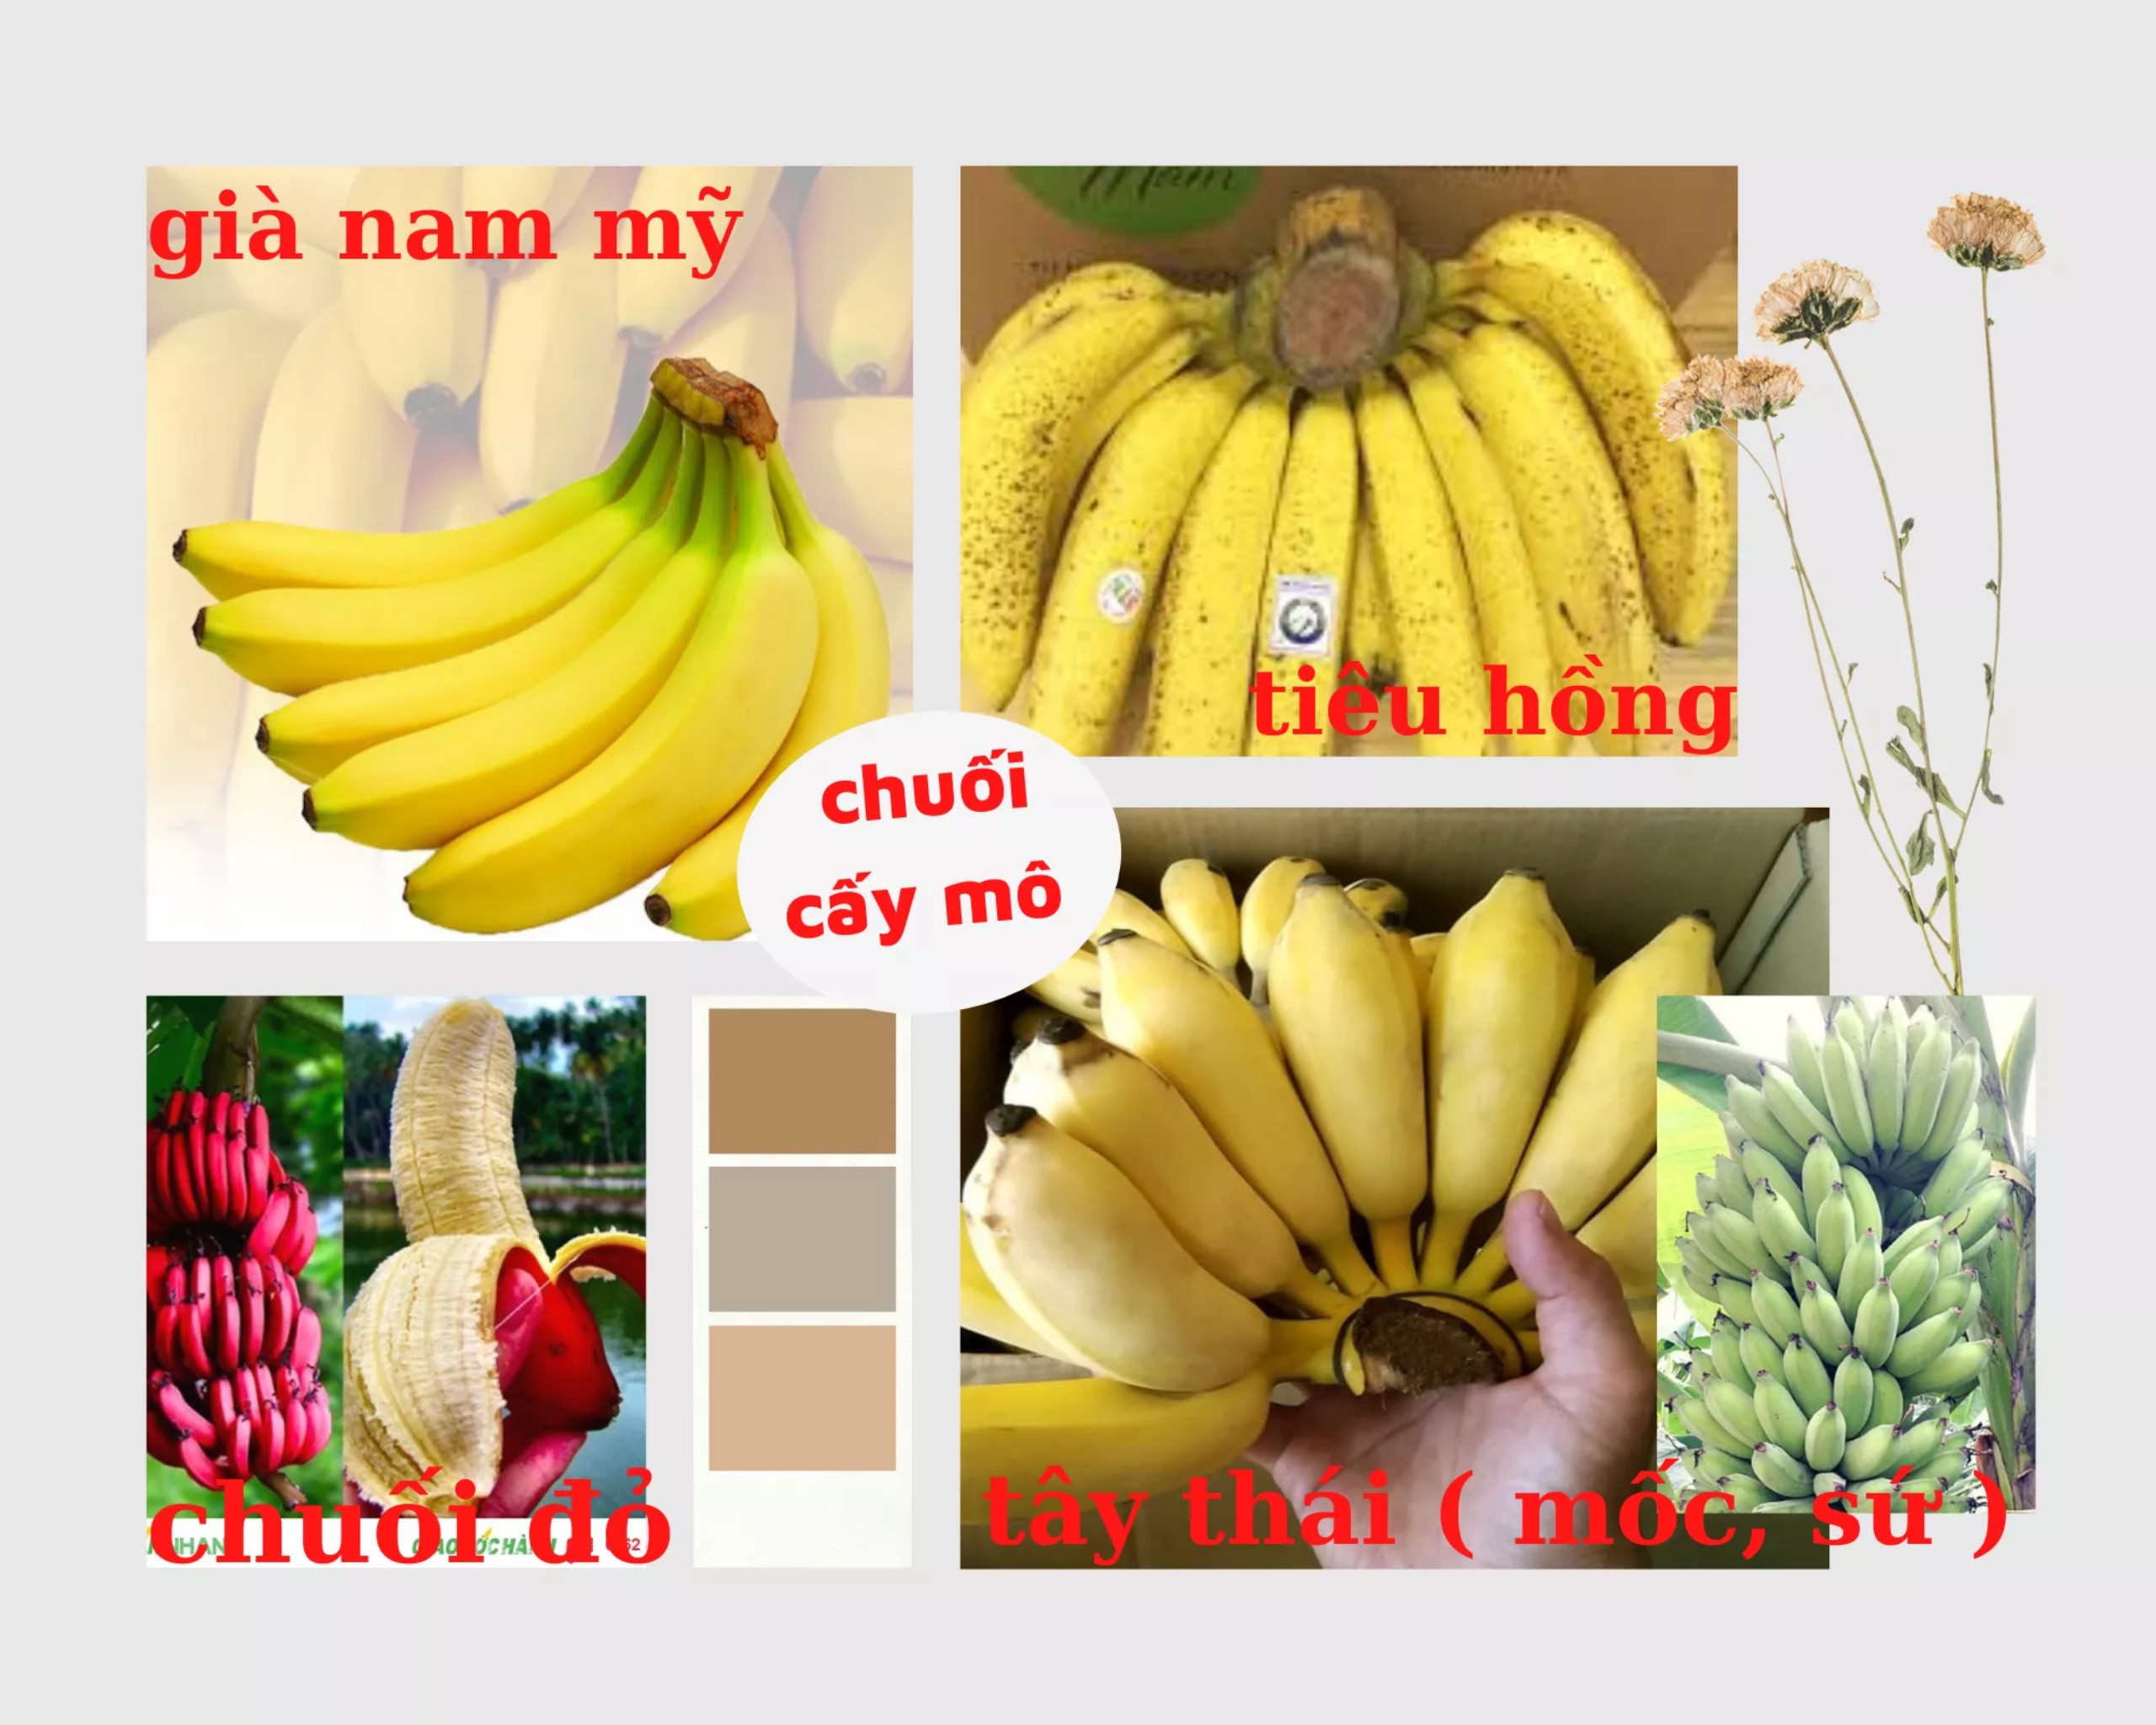 già nam mỹ
tiêu hồng
chuối
cấy mô
chuối đỏ
tây thái ( mốc, sứ )